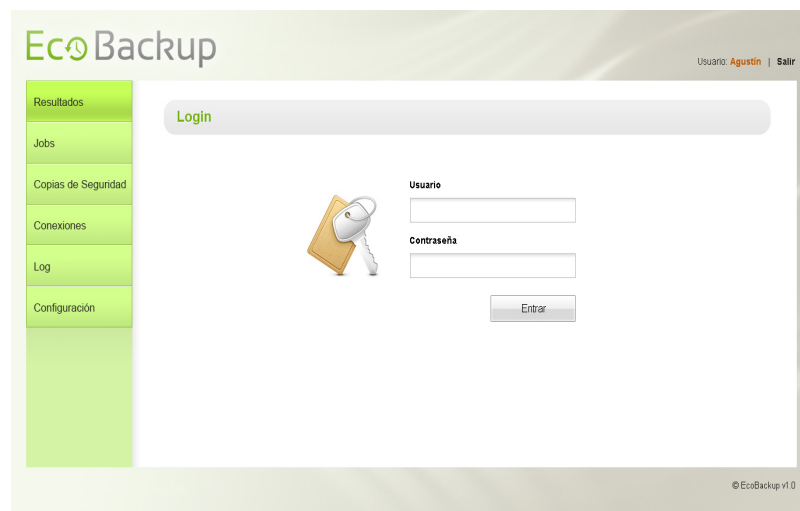 EcoBackup
Usuario: Agustín | Salir
Resultados
Jobs
Copias de Seguridad
Conexiones
Log
Configuración
Login
Usuario
Contraseña
Entrar
© EcoBackup v1.0